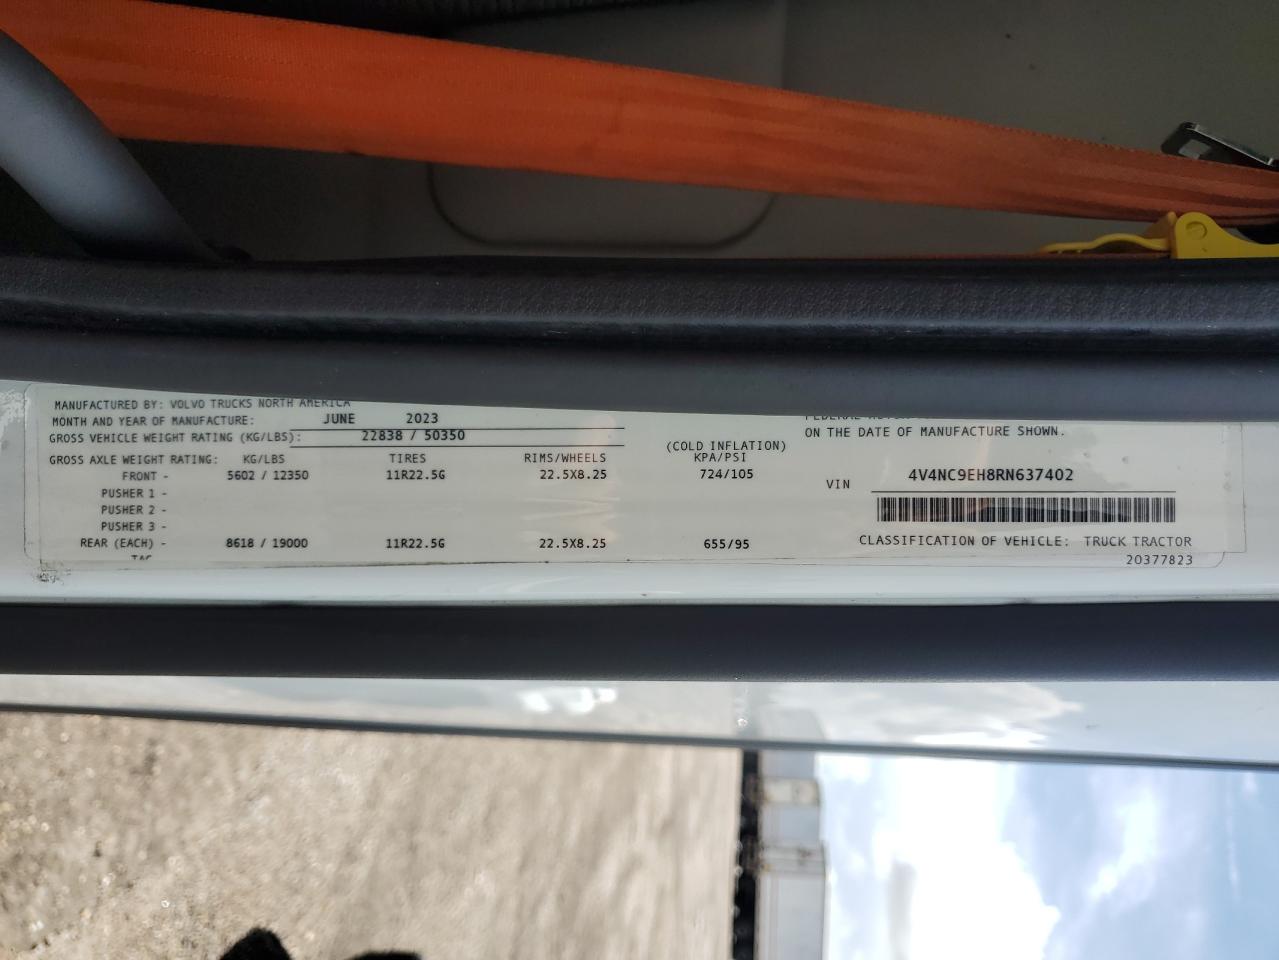 MANUFACTURED BY: VOLVO TRUCKS NORTH AMERICA
MONTH AND YEAR OF MANUFACTURE: JUNE 2023
GROSS VEHICLE WEIGHT RATING (KG/LBS): 22838 / 50350
GROSS AXLE WEIGHT RATING: KG/LBS TIRES RIMS/WHEELS (COLD INFLATION) KPA/PSI
FRONT - 5602 / 12350 11R22.5G 22.5X8.25 724/105
PUSHER 1 -
PUSHER 2 -
PUSHER 3 -
REAR (EACH) - 8618 / 19000 11R22.5G 22.5X8.25 655/95
ON THE DATE OF MANUFACTURE SHOWN.
VIN 4V4NC9EH8RN637402
CLASSIFICATION OF VEHICLE: TRUCK TRACTOR
20377823